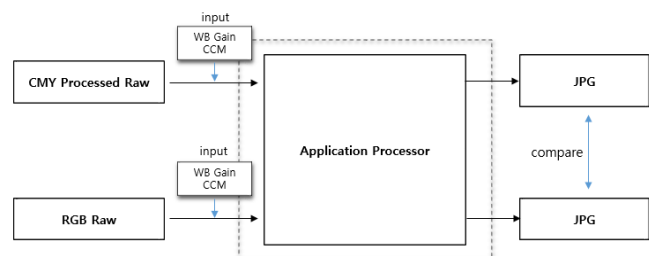 input
WB Gain
CCM
CMY Processed Raw
JPG
Application Processor
compare
input
WB Gain
CCM
RGB Raw
JPG